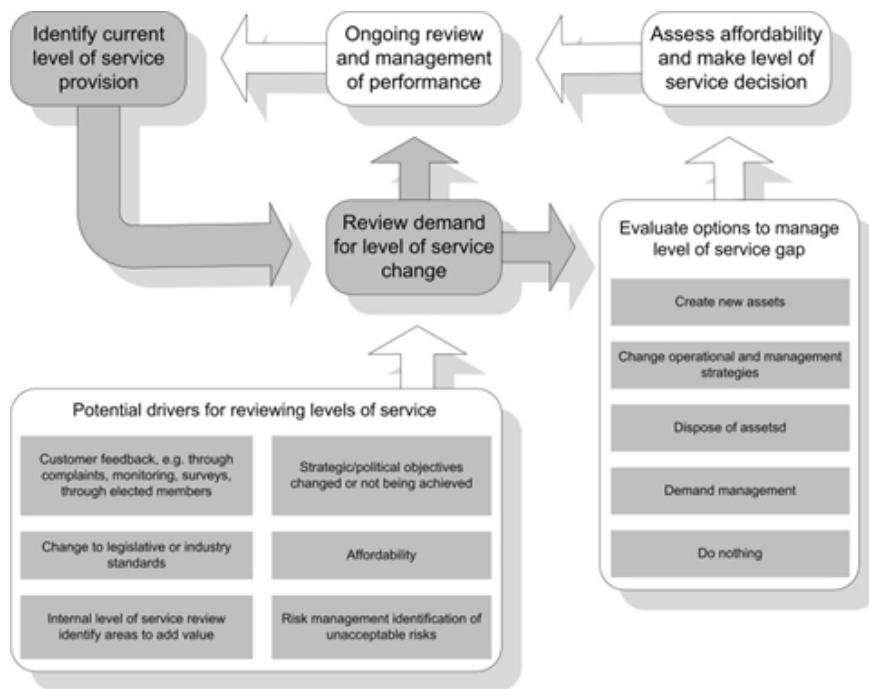 Identify current
level of service
provision
Ongoing review
and management
of performance
Assess affordability
and make level of
service decision
Review demand
for level of service
change
Evaluate options to manage
level of service gap
Create new assets
Change operational and management
strategies
Dispose of assetsd
Demand management
Do nothing
Potential drivers for reviewing levels of service
Customer feedback, e.g. through
complaints, monitoring, surveys,
through elected members
Strategic/political objectives
changed or not being achieved
Change to legislative or industry
standards
Affordability
Internal level of service review
identify areas to add value
Risk management identification of
unacceptable risks